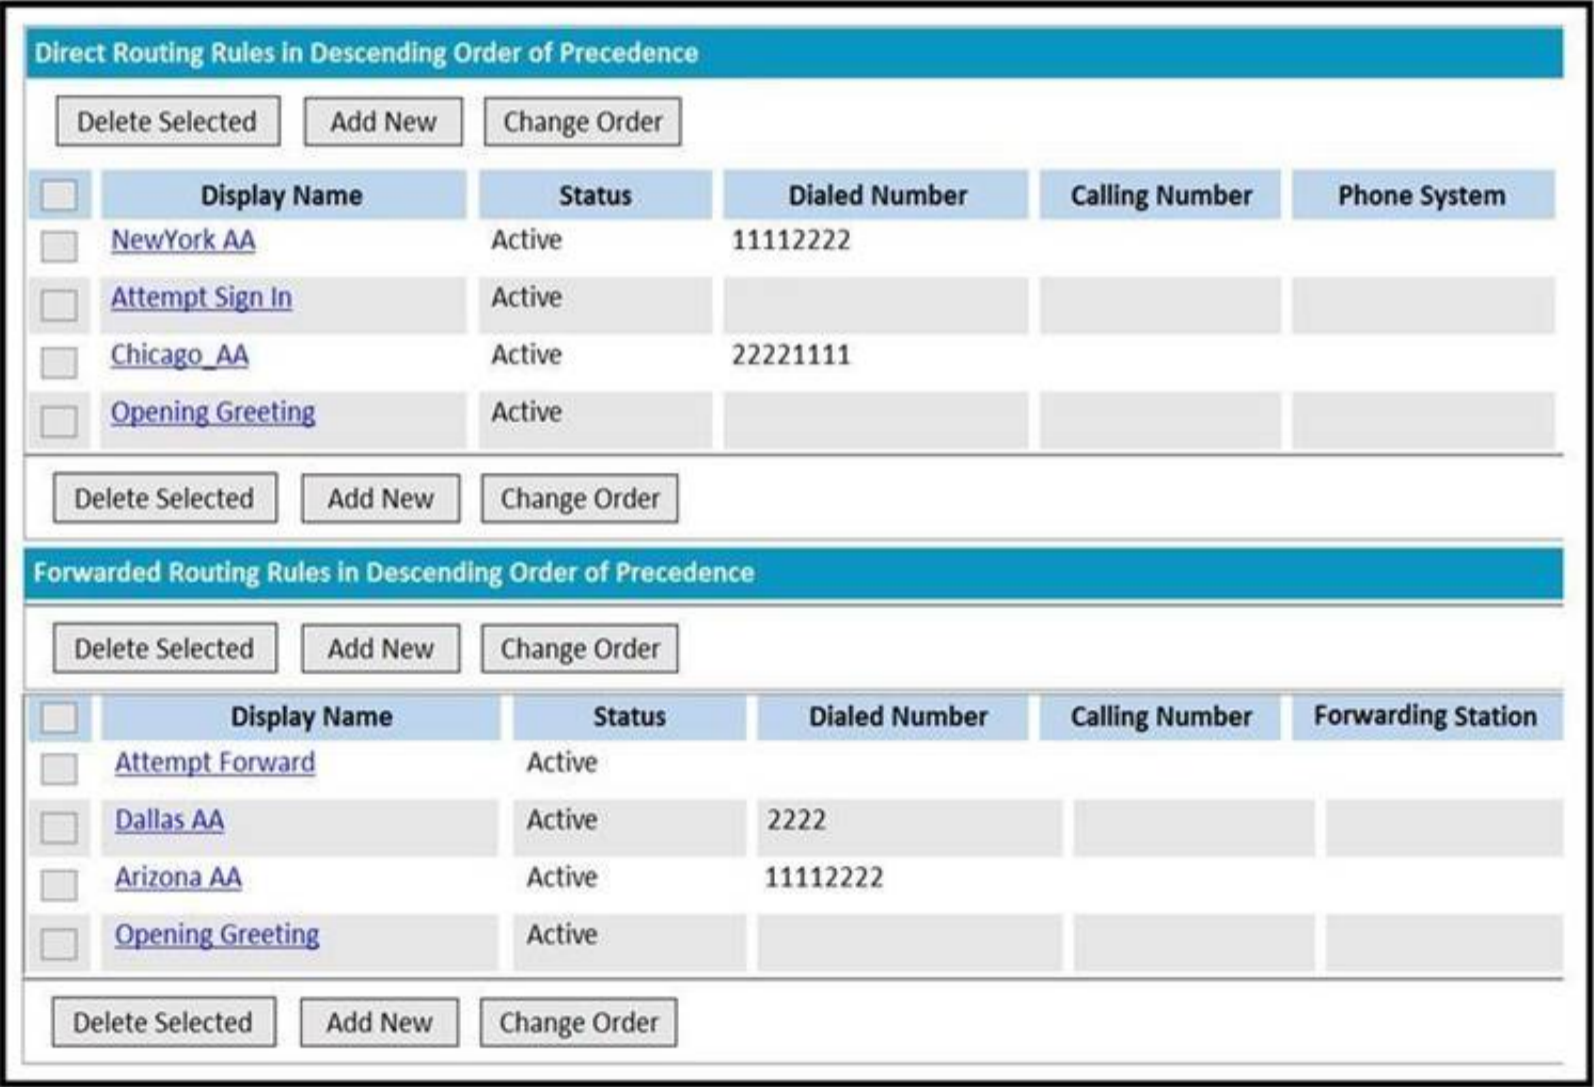 Direct Routing Rules in Descending Order of Precedence
Delete Selected Add New Change Order
Display Name Status Dialed Number Calling Number Phone System
NewYork AA Active 11112222
Attempt Sign In Active
Chicago_AA Active 22221111
Opening Greeting Active
Delete Selected Add New Change Order
Forwarded Routing Rules in Descending Order of Precedence
Delete Selected Add New Change Order
Display Name Status Dialed Number Calling Number Forwarding Station
Attempt Forward Active
Dallas AA Active 2222
Arizona AA Active 11112222
Opening Greeting Active
Delete Selected Add New Change Order